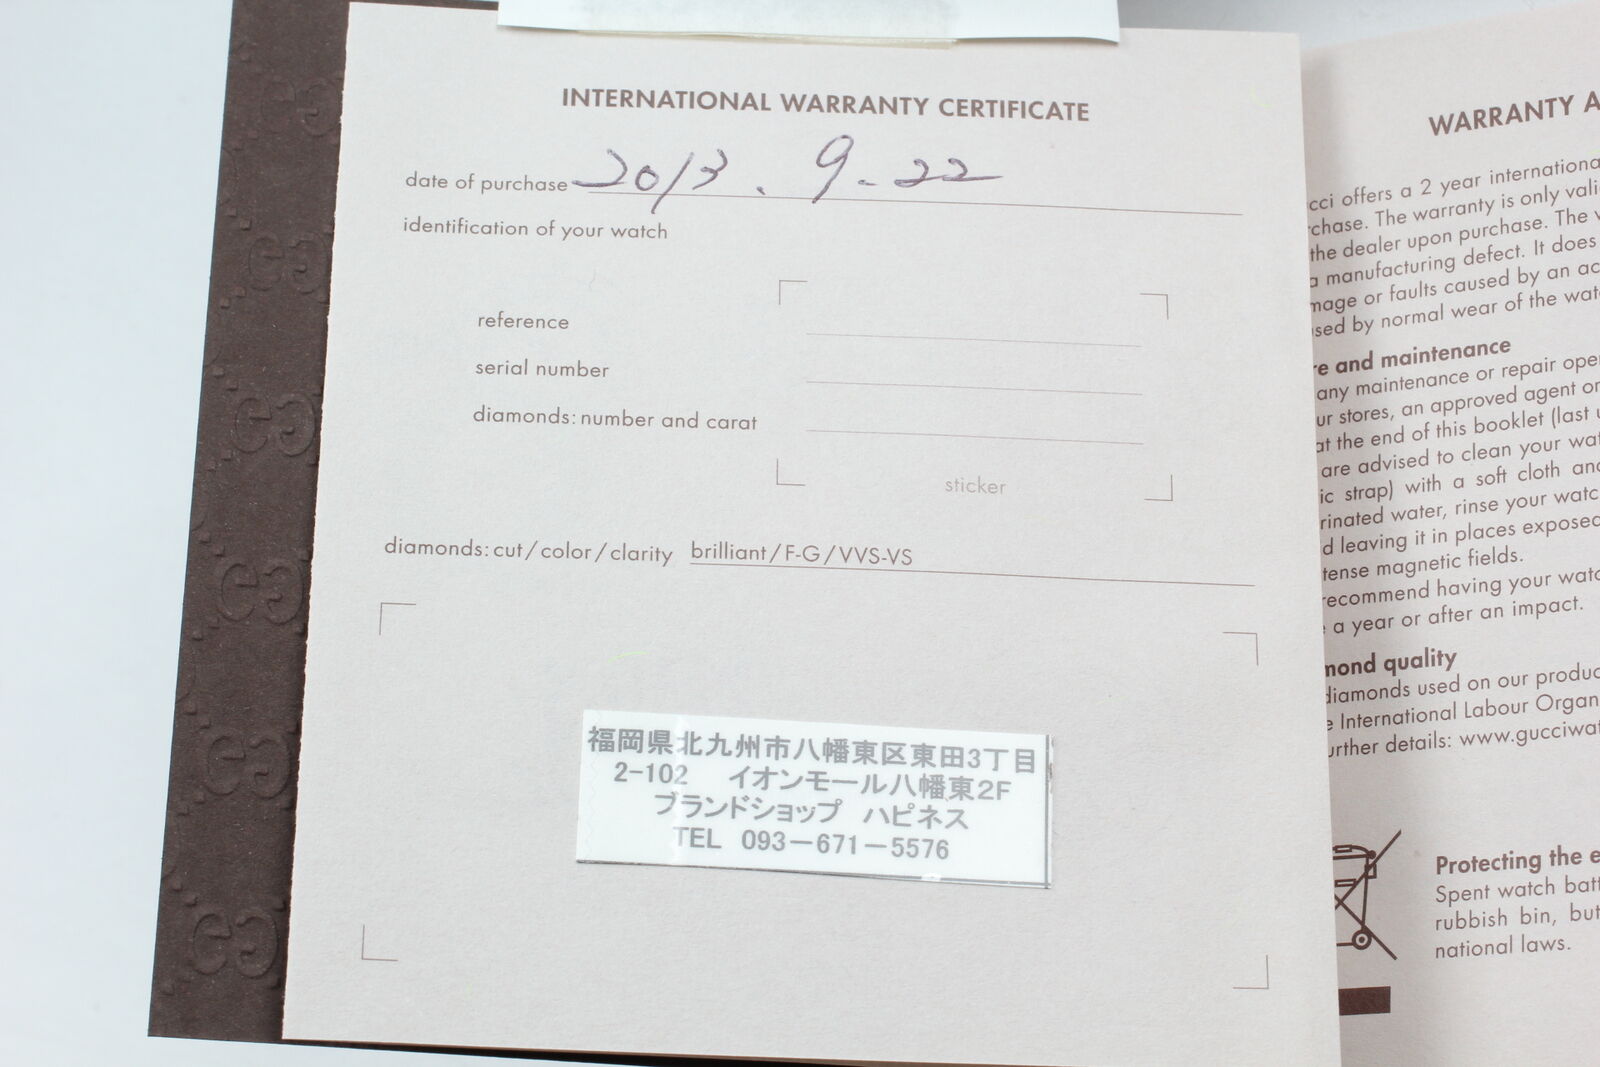 INTERNATIONAL WARRANTY CERTIFICATE
date of purchase 2013.9.22
identification of your watch
reference
serial number
diamonds: number and carat
sticker
diamonds: cut/color/clarity brilliant/F-G/VVS-VS
福岡県北九州市八幡東区東田3丁目
2-102 イオンモール八幡東2F
ブランドショップ ハピネス
TEL 093-671-5576
WARRANTY A
cci offers a 2 year internationa
chase. The warranty is only vali
the dealer upon purchase. The
a manufacturing defect. It does
mage or faults caused by an ac
sed by normal wear of the wat
e and maintenance
any maintenance or repair ope
ur stores, an approved agent or
at the end of this booklet (last
are advised to clean your wat
ic strap) with a soft cloth and
rinated water, rinse your watc
d leaving it in places exposed
tense magnetic fields.
recommend having your watc
e a year or after an impact.
mond quality
diamonds used on our produc
e International Labour Organ
urther details: www.gucciwat
Protecting the e
Spent watch batt
rubbish bin, but
national laws.